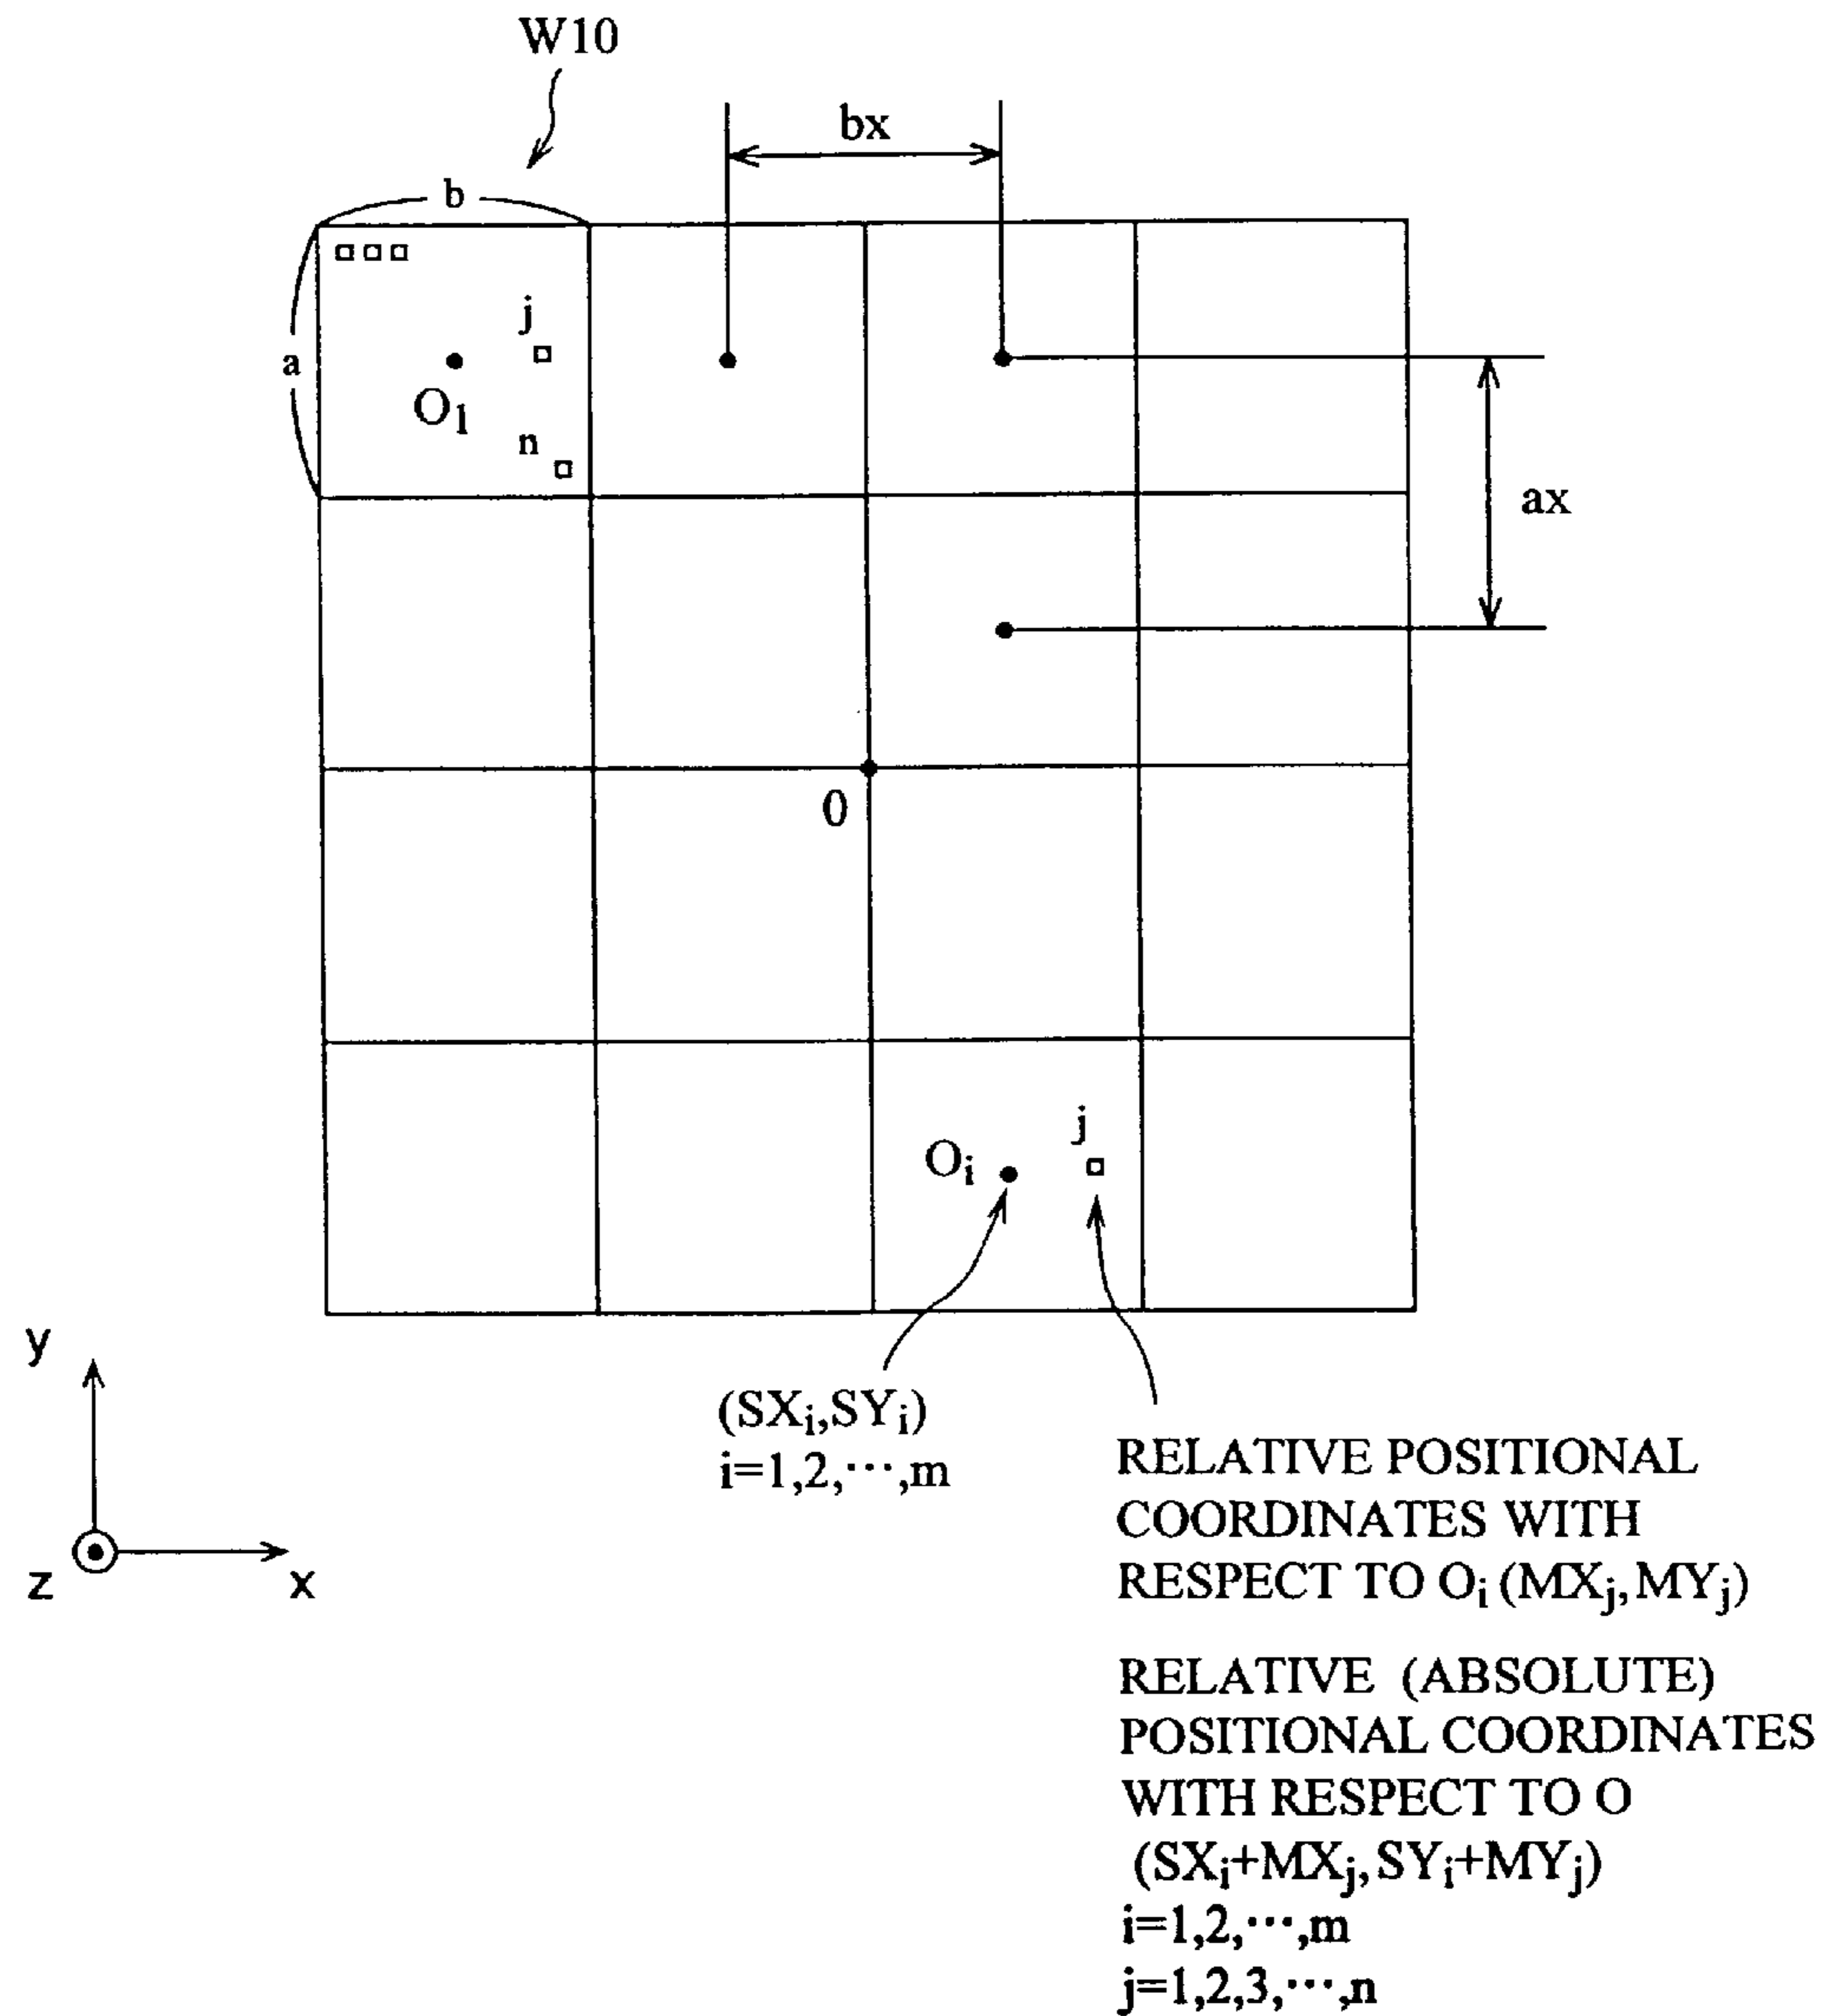 W10
bx
b
j
a
O₁
n
ax
0
j
Oᵢ
y
(SXᵢ,SYᵢ)
i=1,2,⋯,m
z
x
RELATIVE POSITIONAL
COORDINATES WITH
RESPECT TO Oᵢ (MXⱼ,MYⱼ)
RELATIVE (ABSOLUTE)
POSITIONAL COORDINATES
WITH RESPECT TO O
(SXᵢ+MXⱼ,SYᵢ+MYⱼ)
i=1,2,⋯,m
j=1,2,3,⋯,n